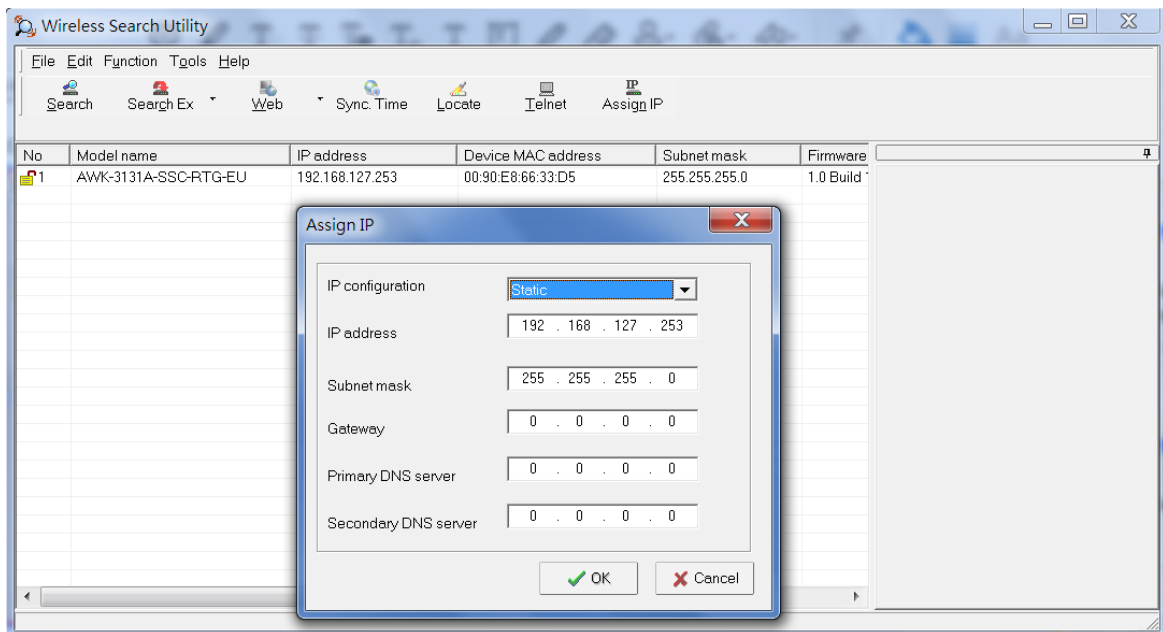 Wireless Search Utility
File Edit Function Tools Help
Search Search Ex Web Sync. Time Locate Telnet IP Assign IP
No Model name IP address Device MAC address Subnet mask Firmware
1 AWK-3131A-SSC-RTG-EU 192.168.127.253 00:90:E8:66:33:D5 255.255.255.0 1.0 Build
Assign IP
IP configuration Static
IP address 192 . 168 . 127 . 253
Subnet mask 255 . 255 . 255 . 0
Gateway 0 . 0 . 0 . 0
Primary DNS server 0 . 0 . 0 . 0
Secondary DNS server 0 . 0 . 0 . 0
OK Cancel